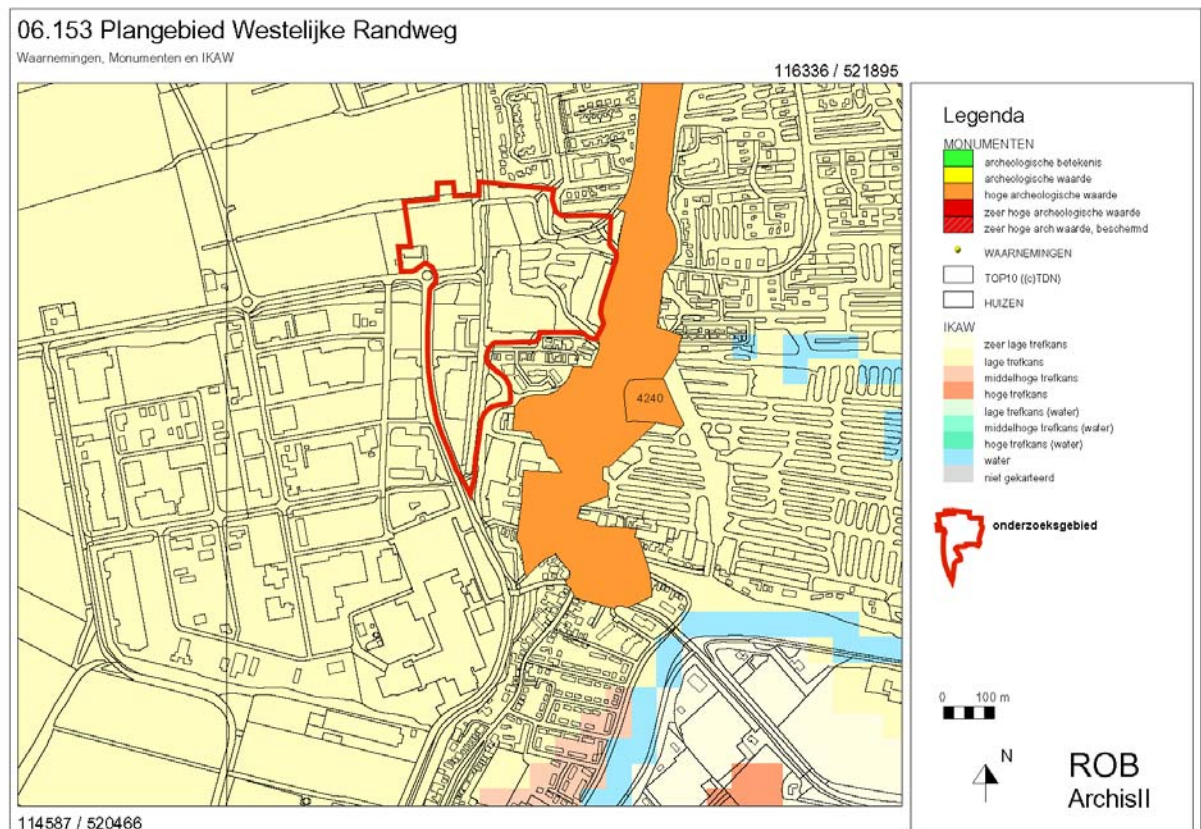 06.153 Plangebied Westelijke Randweg
Waarnemingen, Monumenten en IKAW
116336 / 521895
4240
114587 / 520466
Legenda
MONUMENTEN
archeologische betekenis
archeologische waarde
hoge archeologische waarde
zeer hoge archeologische waarde
zeer hoge arch waarde, beschermd
WAARNEMINGEN
TOP10 ((c)TDN)
HUIZEN
IKAW
zeer lage trefkans
lage trefkans
middelhoge trefkans
hoge trefkans
lage trefkans (water)
middelhoge trefkans (water)
hoge trefkans (water)
water
niet gekarteerd
onderzoeksgebied
0 100 m
N
ROB
ArchisII